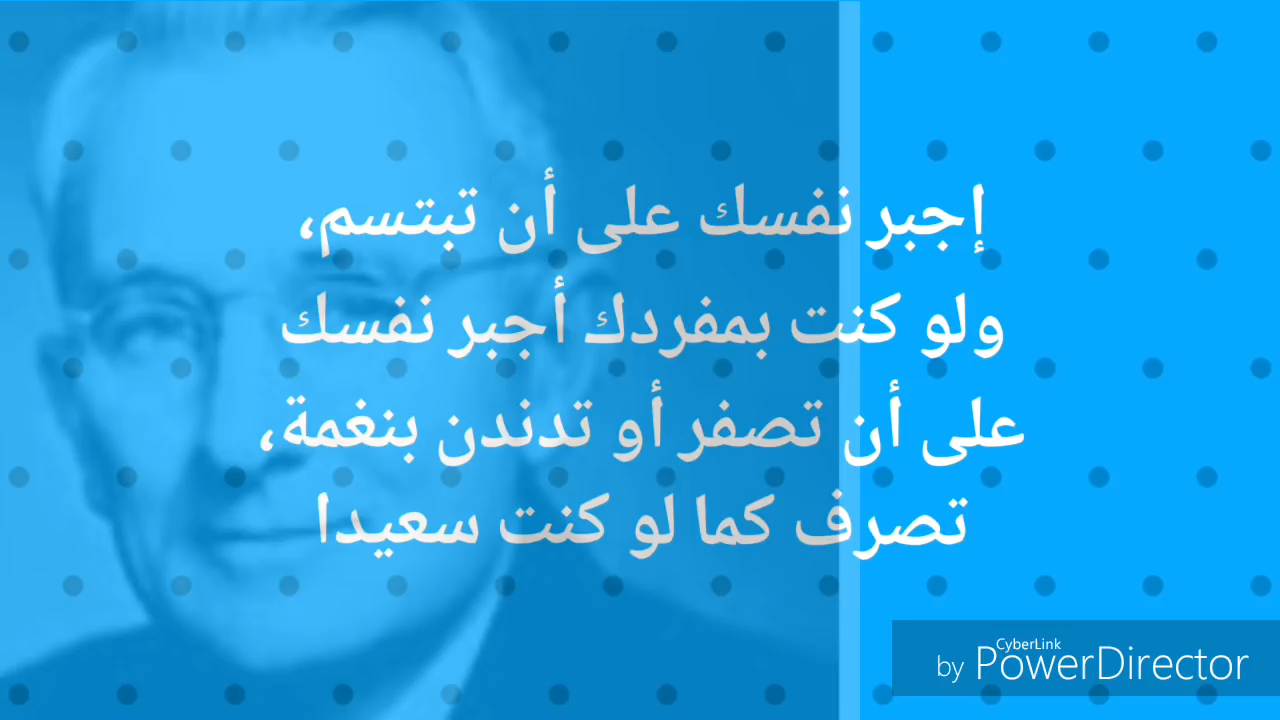 إجبر نفسك على أن تبتسم،
ولو كنت بمفردك أجبر نفسك
على أن تصفر أو تدندن بنغمة،
تصرف كما لو كنت سعيدا
CyberLink
by PowerDirector